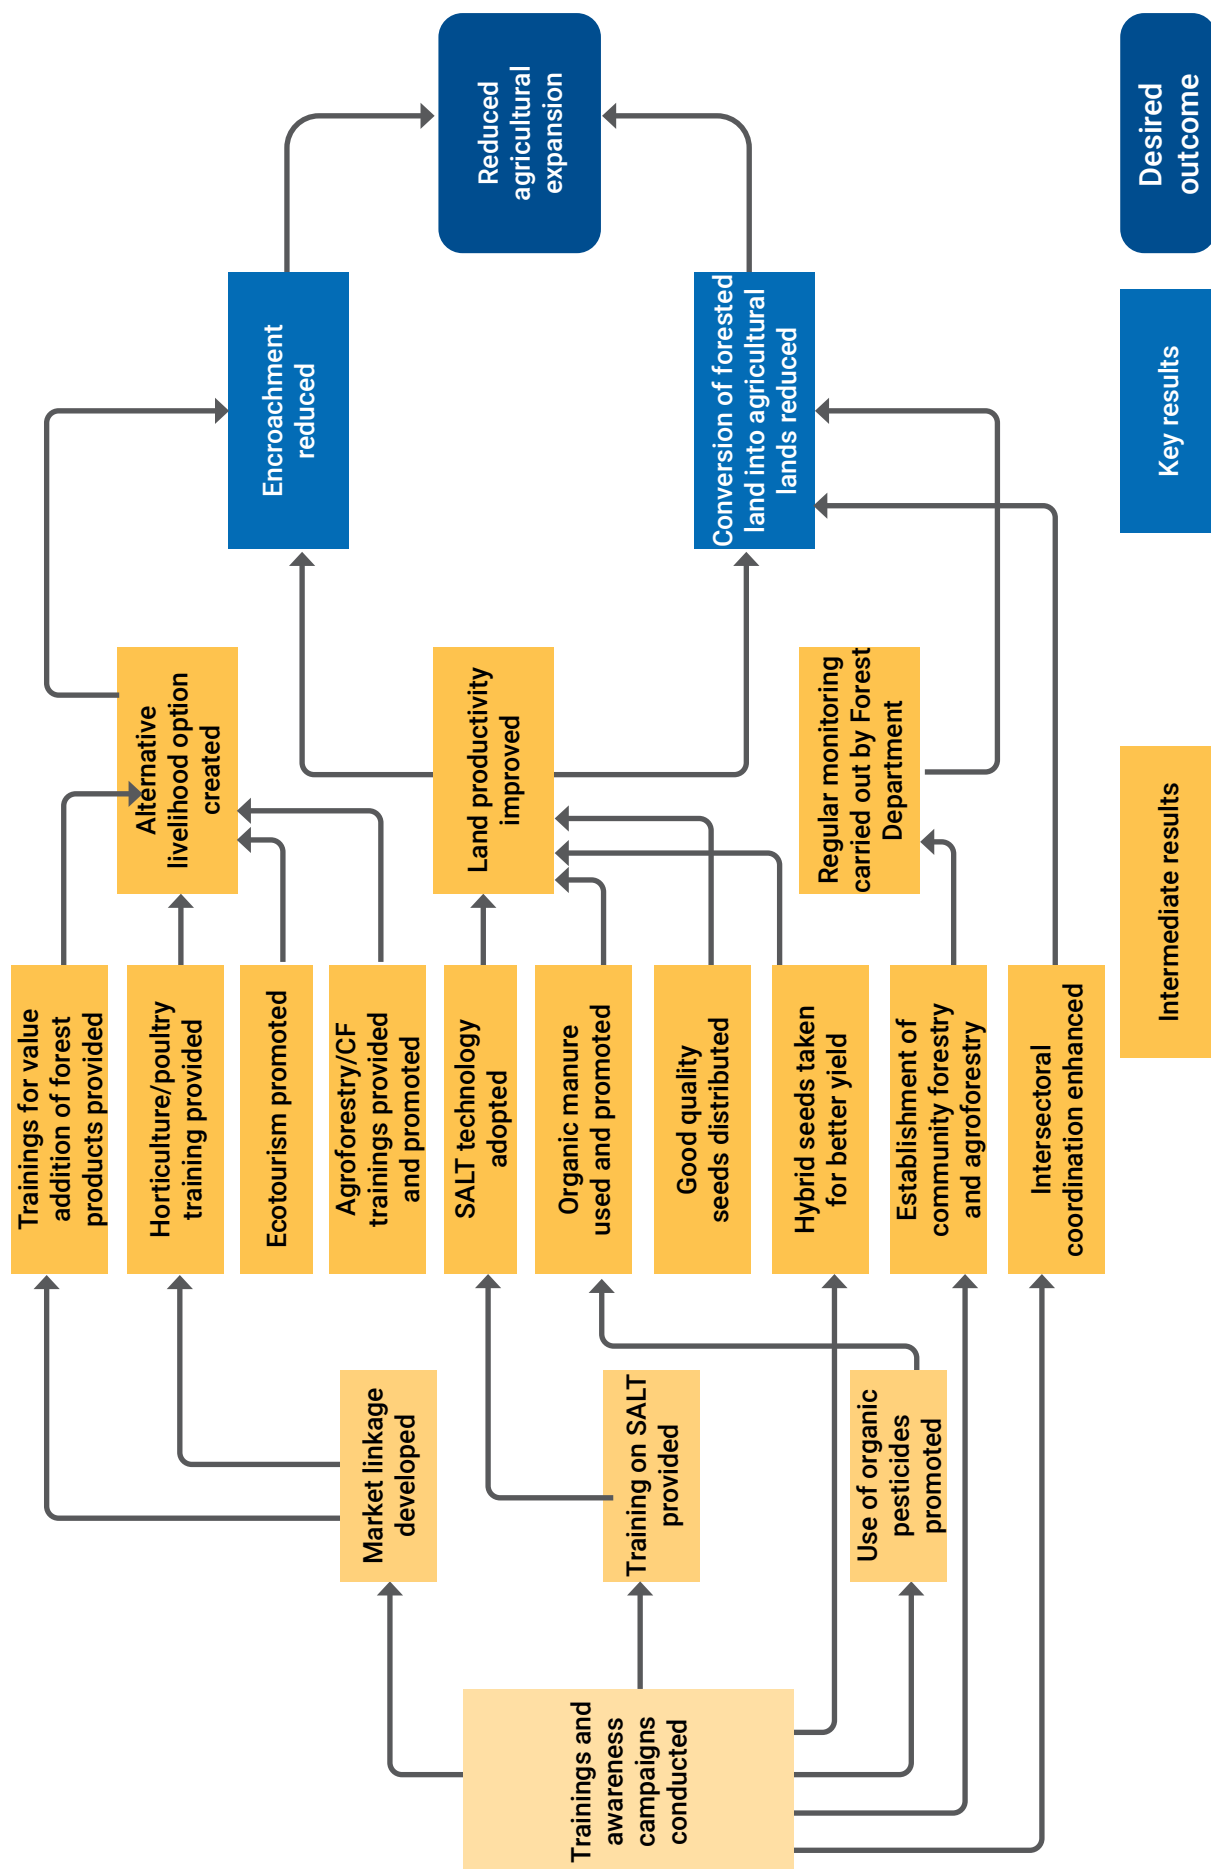 Trainings and
awareness
campaigns
conducted
Market linkage
developed
Training on SALT
provided
Use of organic
pesticides
promoted
Trainings for value
addition of forest
products provided
Horticulture/poultry
training provided
Ecotourism promoted
Agroforestry/CF
trainings provided
and promoted
SALT technology
adopted
Organic manure
used and promoted
Good quality
seeds distributed
Hybrid seeds taken
for better yield
Establishment of
community forestry
and agroforestry
Intersectoral
coordination enhanced
Alternative
livelihood option
created
Land productivity
improved
Regular monitoring
carried out by Forest
Department
Encroachment
reduced
Conversion of forested
land into agricultural
lands reduced
Reduced
agricultural
expansion
Intermediate results
Key results
Desired
outcome